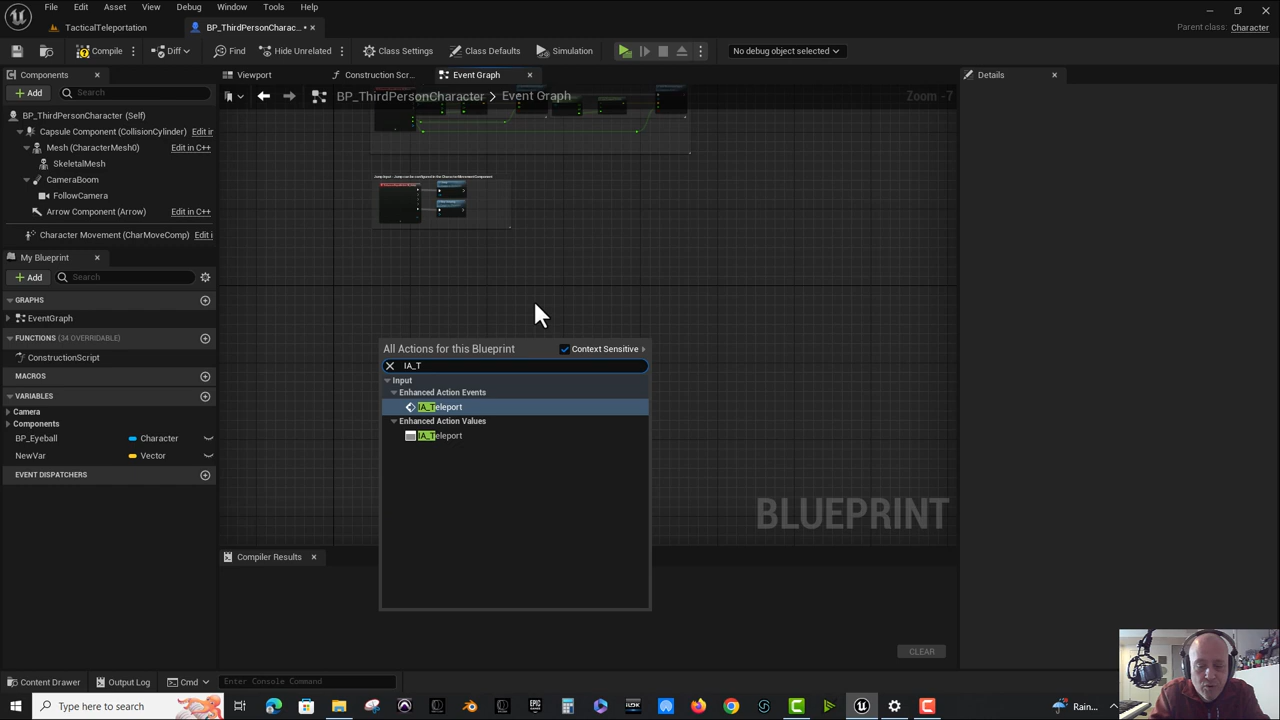 File Edit Asset View Debug Window Tools Help
TacticalTeleportation BP_ThirdPersonCharac...
Parent class: Character
Compile Diff Find Hide Unrelated Class Settings Class Defaults Simulation No debug object selected
Components Viewport Construction Scr... Event Graph Details
Add Search BP_ThirdPersonCharacter > Event Graph Zoom -7
BP_ThirdPersonCharacter (Self)
Capsule Component (CollisionCylinder) Edit in
Mesh (CharacterMesh0) Edit in C++
SkeletalMesh
CameraBoom
FollowCamera
Arrow Component (Arrow) Edit in C++
Character Movement (CharMoveComp) Edit i
My Blueprint
Add Search
GRAPHS
EventGraph
FUNCTIONS (34 OVERRIDABLE)
ConstructionScript
MACROS
VARIABLES
Camera
Components
BP_Eyeball Character
NewVar Vector
EVENT DISPATCHERS
All Actions for this Blueprint Context Sensitive
IA_T
Input
Enhanced Action Events
IA_Teleport
Enhanced Action Values
IA_Teleport
BLUEPRINT
Compiler Results
CLEAR
Content Drawer Output Log Cmd Enter Console Command
Type here to search Rain...